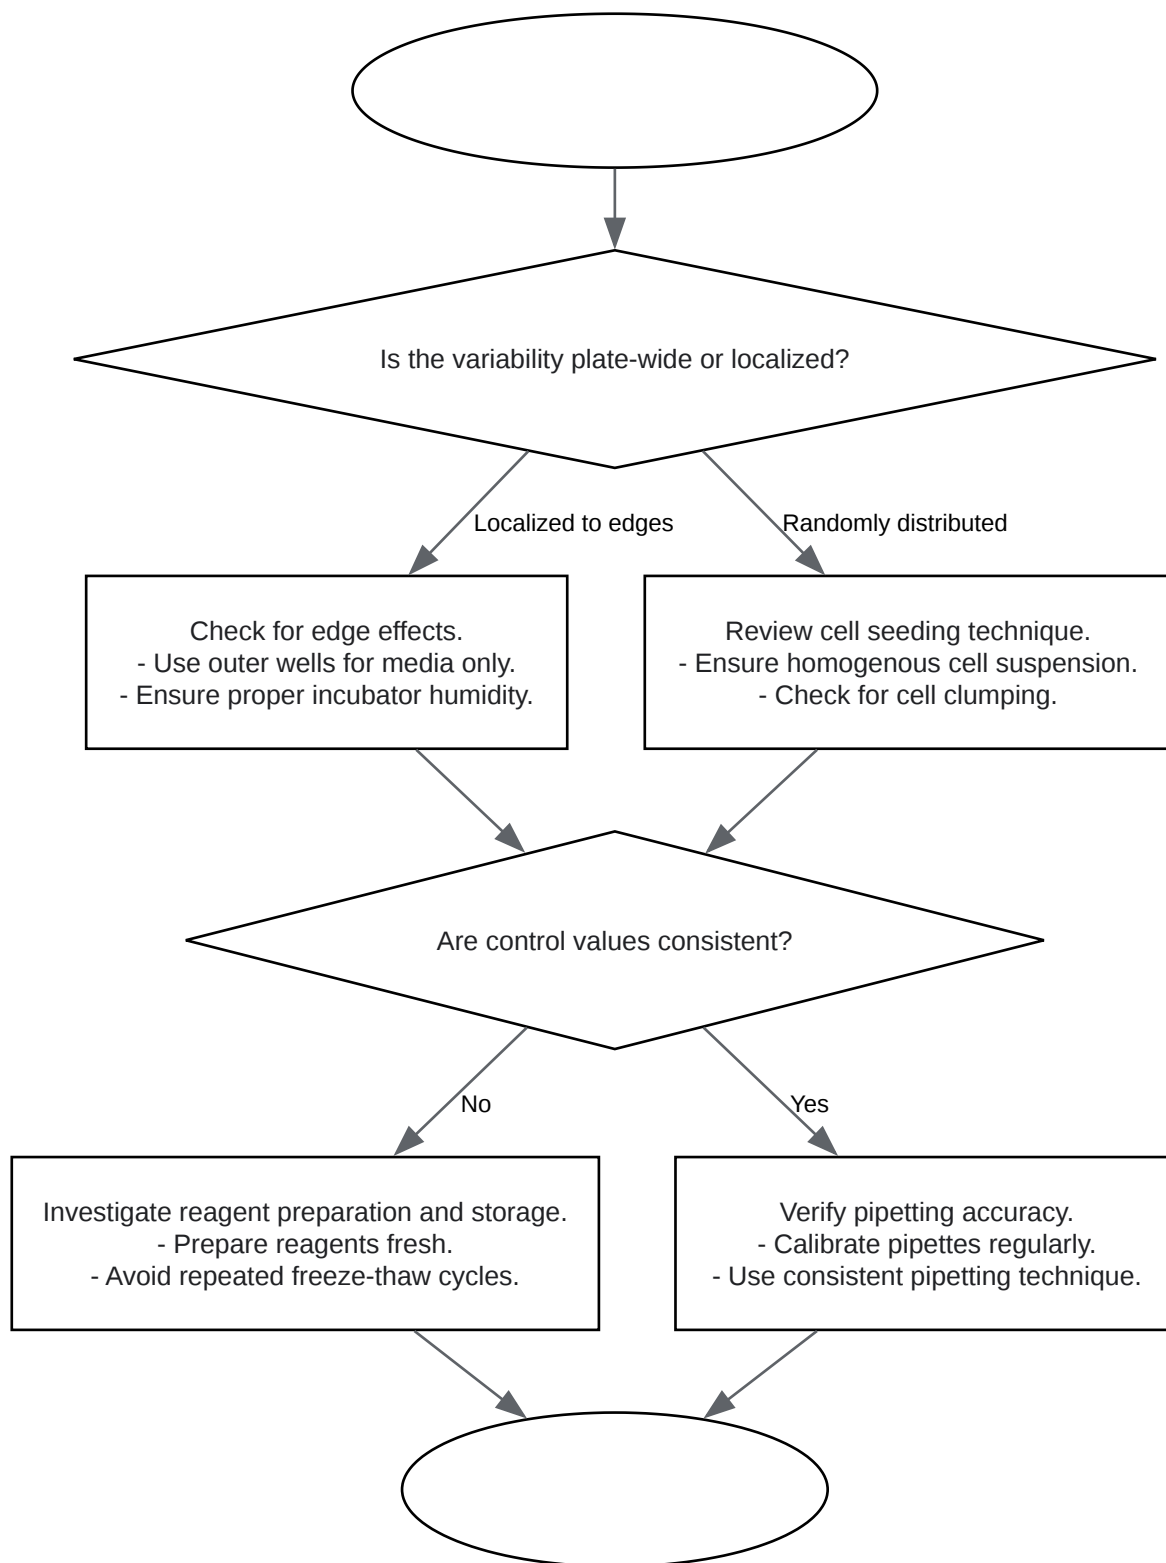 Is the variability plate-wide or localized?
Localized to edges
Randomly distributed
Check for edge effects.
- Use outer wells for media only.
- Ensure proper incubator humidity.
Review cell seeding technique.
- Ensure homogenous cell suspension.
- Check for cell clumping.
Are control values consistent?
No
Yes
Investigate reagent preparation and storage.
- Prepare reagents fresh.
- Avoid repeated freeze-thaw cycles.
Verify pipetting accuracy.
- Calibrate pipettes regularly.
- Use consistent pipetting technique.